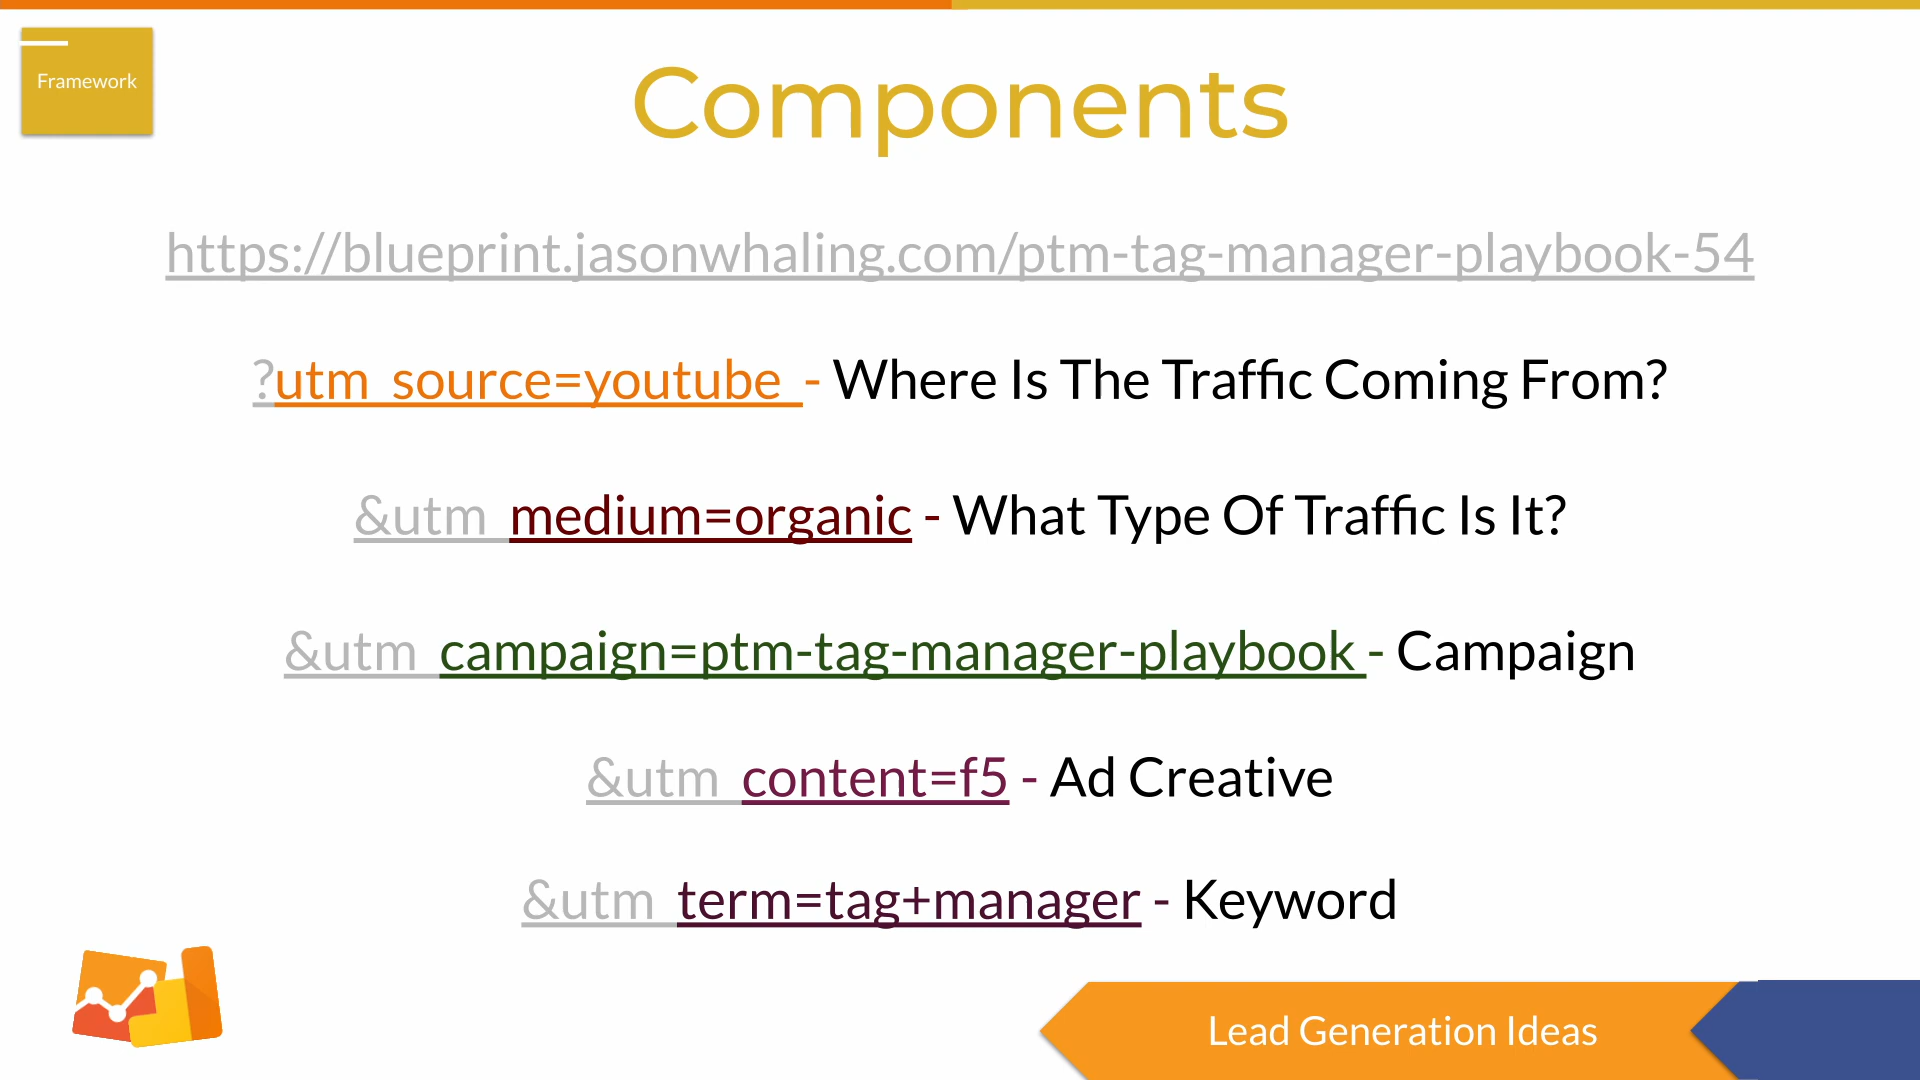 Framework
Components
https://blueprint.jasonwhaling.com/ptm-tag-manager-playbook-54
?utm_source=youtube - Where Is The Traffic Coming From?
&utm_medium=organic - What Type Of Traffic Is It?
&utm_campaign=ptm-tag-manager-playbook - Campaign
&utm_content=f5 - Ad Creative
&utm_term=tag+manager - Keyword
Lead Generation Ideas